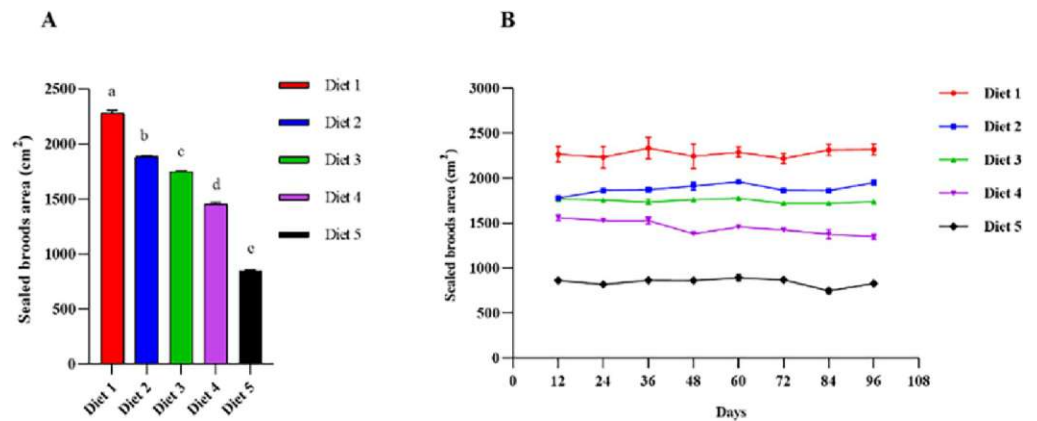 A
Sealed broods area (cm²)
2500
2000
1500
1000
500
0
a
b
c
d
e
Diet 1
Diet 2
Diet 3
Diet 4
Diet 5
Diet 1
Diet 2
Diet 3
Diet 4
Diet 5
B
Sealed broods area (cm²)
3000
2500
2000
1500
1000
500
0
0 12 24 36 48 60 72 84 96 108
Days
Diet 1
Diet 2
Diet 3
Diet 4
Diet 5